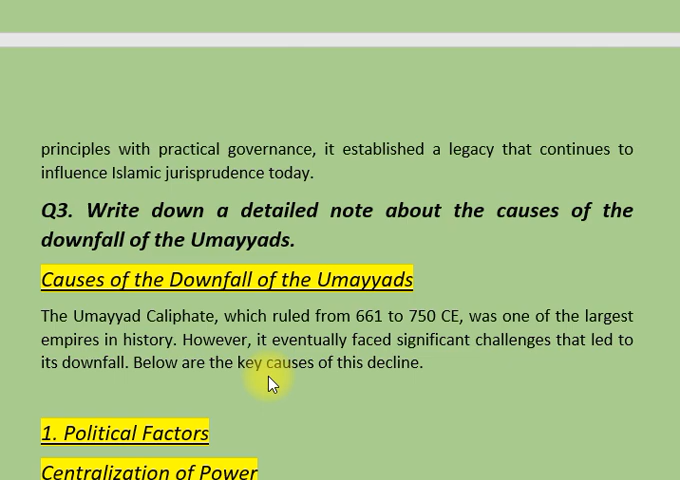 principles with practical governance, it established a legacy that continues to
influence Islamic jurisprudence today.
Q3. Write down a detailed note about the causes of the
downfall of the Umayyads.
Causes of the Downfall of the Umayyads
The Umayyad Caliphate, which ruled from 661 to 750 CE, was one of the largest
empires in history. However, it eventually faced significant challenges that led to
its downfall. Below are the key causes of this decline.
1. Political Factors
Centralization of Power